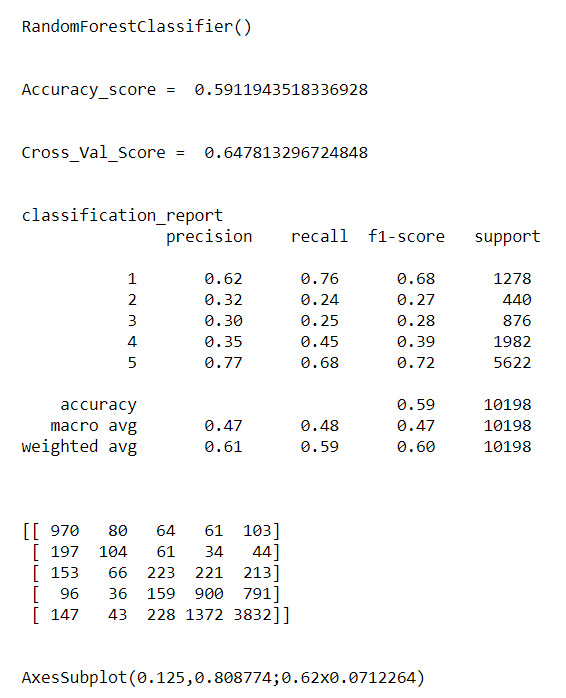 RandomForestClassifier()
Accuracy_score =  0.5911943518336928
Cross_Val_Score =  0.647813296724848
classification_report
precision    recall  f1-score   support
1       0.62      0.76      0.68      1278
2       0.32      0.24      0.27       440
3       0.30      0.25      0.28       876
4       0.35      0.45      0.39      1982
5       0.77      0.68      0.72      5622
accuracy                           0.59     10198
macro avg       0.47      0.48      0.47     10198
weighted avg       0.61      0.59      0.60     10198
[[ 970   80   64   61  103]
[ 197  104   61   34   44]
[ 153   66  223  221  213]
[  96   36  159  900  791]
[ 147   43  228 1372 3832]]
AxesSubplot(0.125,0.808774;0.62x0.0712264)